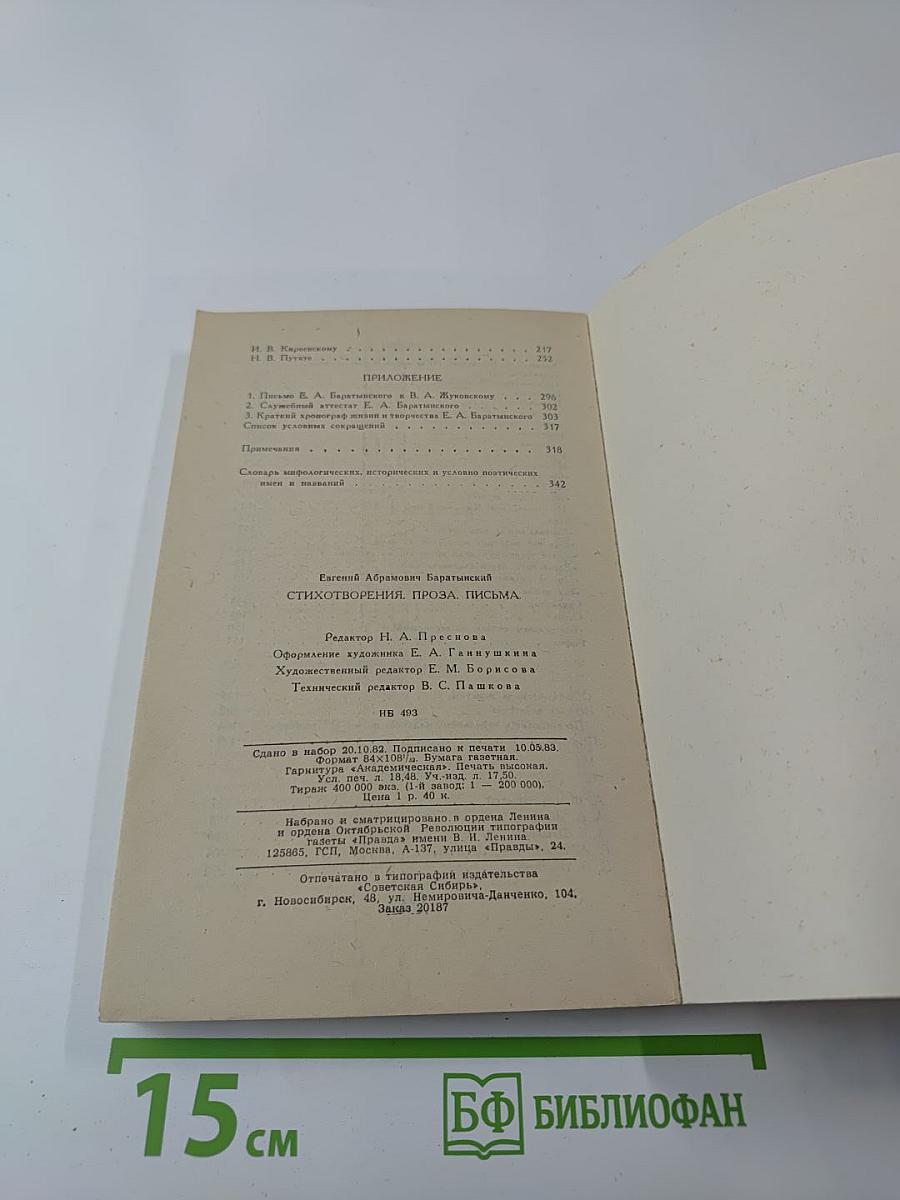 И. В. Киреевскому . . . . . . . . . . . . . . . 217
Н. В. Путяте . . . . . . . . . . . . . . . . . 252
ПРИЛОЖЕНИЕ
1. Письмо Е. А. Баратынского к В. А. Жуковскому . . . 296
2. Служебный аттестат Е. А. Баратынского . . . . . . 302
3. Краткий хронограф жизни и творчества Е. А. Баратынского 303
Список условных сокращений . . . . . . . . . . . 317
Примечания . . . . . . . . . . . . . . . . . 318
Словарь мифологических, исторических и условно поэтических
имен и названий . . . . . . . . . . . . . . 342
Евгений Абрамович Баратынский
СТИХОТВОРЕНИЯ. ПРОЗА. ПИСЬМА.
Редактор Н. А. Преснова
Оформление художника Е. А. Ганнушкина
Художественный редактор Е. М. Борисова
Технический редактор В. С. Пашкова
НБ 493
Сдано в набор 20.10.82. Подписано к печати 10.05.83.
Формат 84×108¹/₃₂. Бумага газетная.
Гарнитура «Академическая». Печать высокая.
Усл. печ. л. 18,48. Уч.-изд. л. 17,50.
Тираж 400 000 экз. (1-й завод: 1 — 200 000).
Цена 1 р. 40 к.
Набрано и сматрицировано в ордена Ленина
и ордена Октябрьской Революции типографии
газеты «Правда» имени В. И. Ленина.
125865, ГСП, Москва, А-137, улица «Правды», 24.
Отпечатано в типографии издательства
«Советская Сибирь»,
г. Новосибирск, 48, ул. Немировича-Данченко, 104.
Заказ 20187
15 см
БФ БИБЛИОФАН